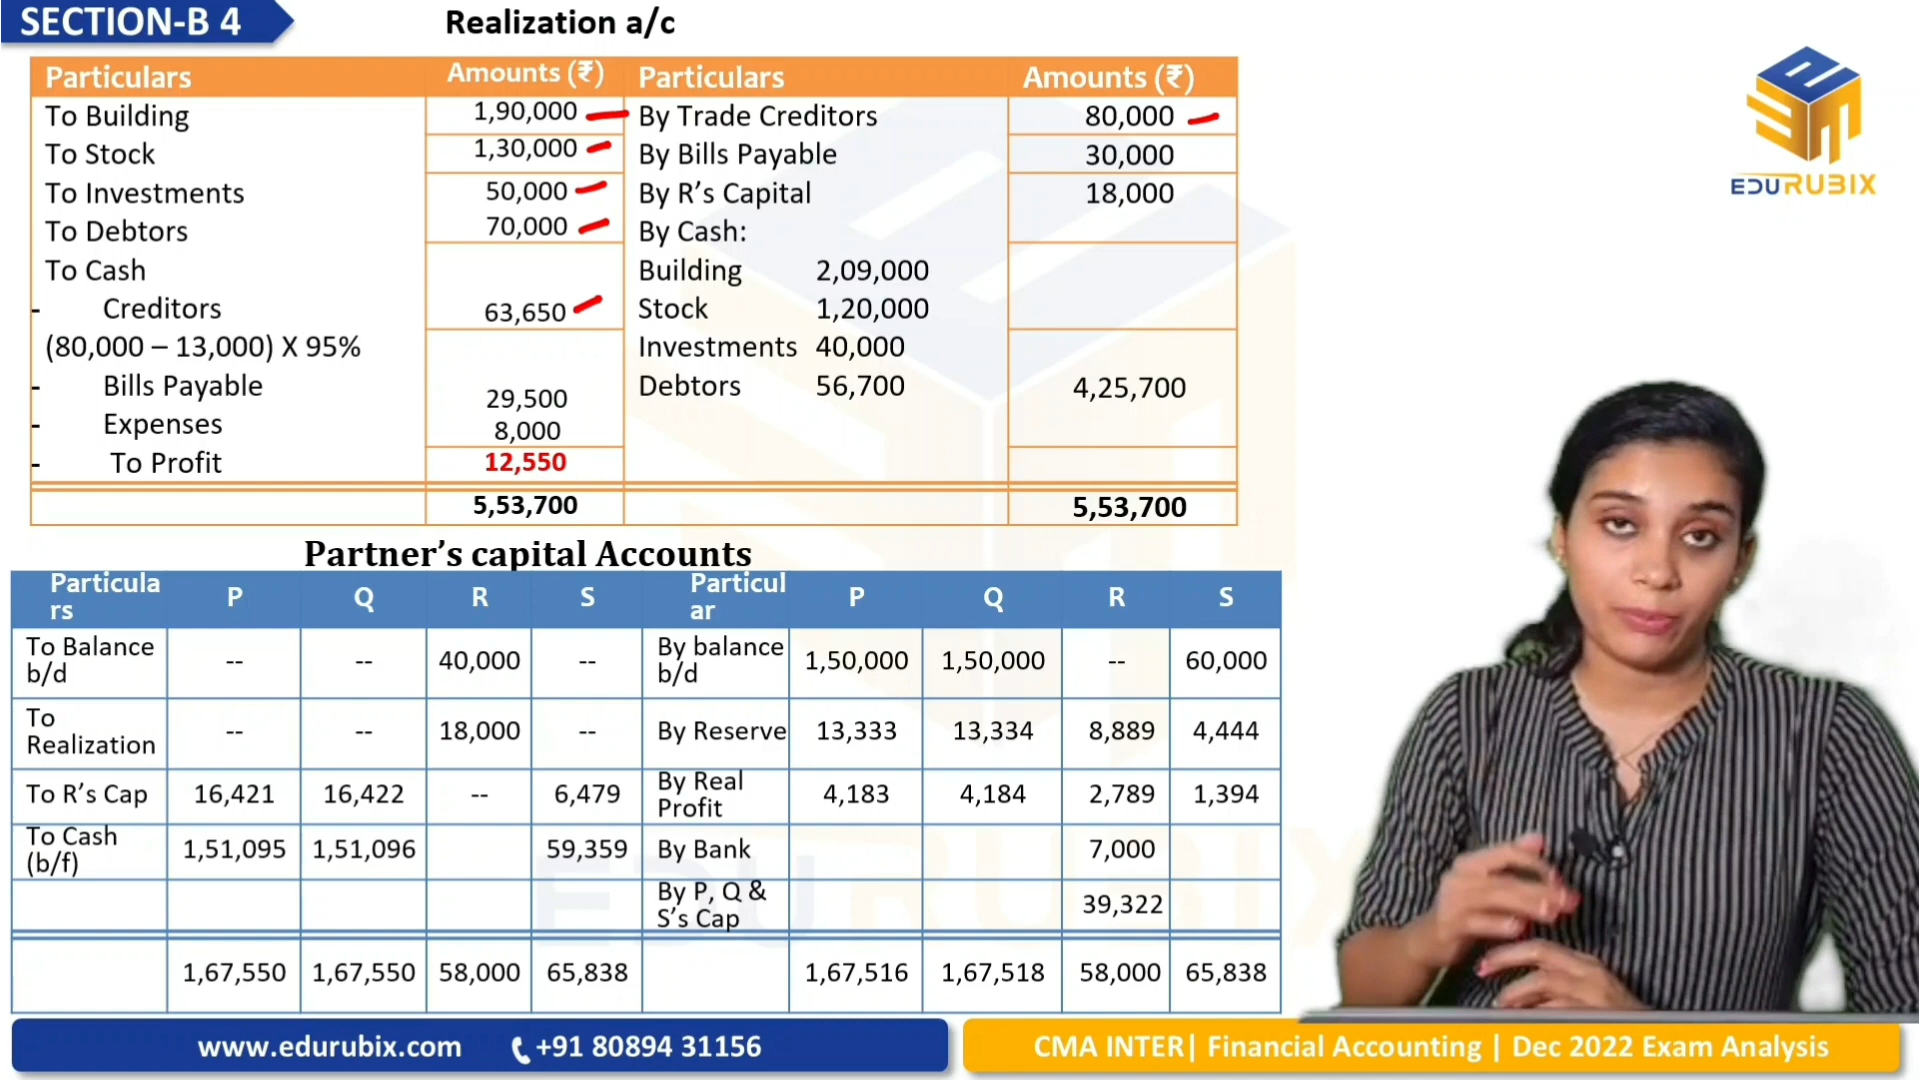 SECTION-B 4
Realization a/c
Particulars Amounts (₹) Particulars Amounts (₹)
To Building 1,90,000 By Trade Creditors 80,000
To Stock 1,30,000 By Bills Payable 30,000
To Investments 50,000 By R’s Capital 18,000
To Debtors 70,000 By Cash:
To Cash Building 2,09,000
- Creditors 63,650 Stock 1,20,000
(80,000 – 13,000) X 95% Investments 40,000
- Bills Payable 29,500 Debtors 56,700 4,25,700
- Expenses 8,000
- To Profit 12,550
5,53,700 5,53,700
EDURUBIX
Partner’s capital Accounts
Particula
rs P Q R S Particul
ar P Q R S
To Balance
b/d -- -- 40,000 -- By balance
b/d 1,50,000 1,50,000 -- 60,000
To
Realization -- -- 18,000 -- By Reserve 13,333 13,334 8,889 4,444
To R’s Cap 16,421 16,422 -- 6,479 By Real
Profit 4,183 4,184 2,789 1,394
To Cash
(b/f) 1,51,095 1,51,096 59,359 By Bank 7,000
By P, Q &
S’s Cap 39,322
1,67,550 1,67,550 58,000 65,838 1,67,516 1,67,518 58,000 65,838
EDURUBIX
www.edurubix.com +91 80894 31156
CMA INTER| Financial Accounting | Dec 2022 Exam Analysis